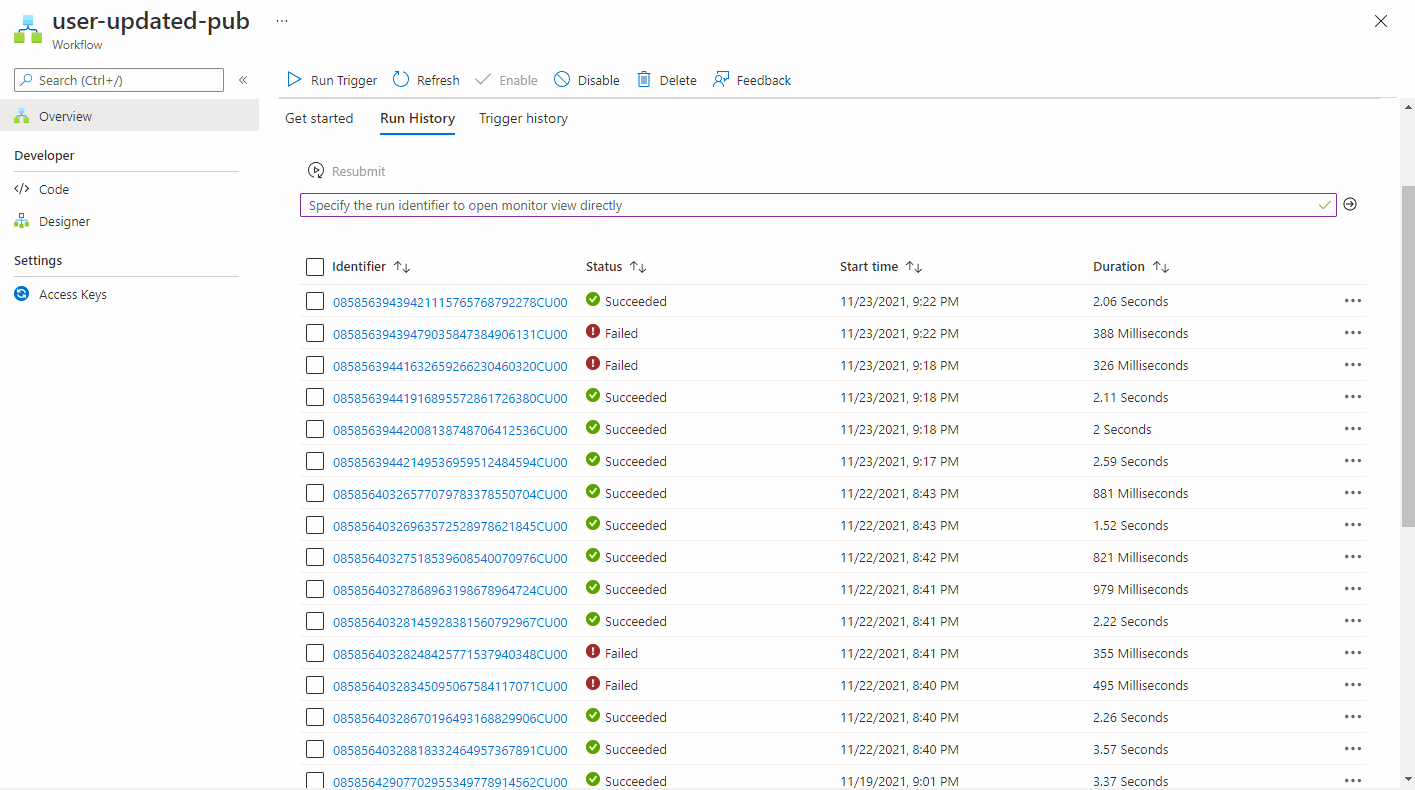 user-updated-pub ...
Workflow
Search (Ctrl+/)
«
Run Trigger Refresh Enable Disable Delete Feedback
Overview
Developer
Code
Designer
Settings
Access Keys
Get started Run History Trigger history
Resubmit
Specify the run identifier to open monitor view directly
Identifier Status Start time Duration
08585639439421115765768792278CU00 Succeeded 11/23/2021, 9:22 PM 2.06 Seconds
08585639439479035847384906131CU00 Failed 11/23/2021, 9:22 PM 388 Milliseconds
08585639441632659266230460320CU00 Failed 11/23/2021, 9:18 PM 326 Milliseconds
08585639441916895572861726380CU00 Succeeded 11/23/2021, 9:18 PM 2.11 Seconds
08585639442008138748706412536CU00 Succeeded 11/23/2021, 9:18 PM 2 Seconds
08585639442149536959512484594CU00 Succeeded 11/23/2021, 9:17 PM 2.59 Seconds
08585640326577079783378550704CU00 Succeeded 11/22/2021, 8:43 PM 881 Milliseconds
08585640326963572528978621845CU00 Succeeded 11/22/2021, 8:43 PM 1.52 Seconds
08585640327518539608540070976CU00 Succeeded 11/22/2021, 8:42 PM 821 Milliseconds
08585640327868963198678964724CU00 Succeeded 11/22/2021, 8:41 PM 979 Milliseconds
08585640328145928381560792967CU00 Succeeded 11/22/2021, 8:41 PM 2.22 Seconds
08585640328248425771537940348CU00 Failed 11/22/2021, 8:41 PM 355 Milliseconds
08585640328345095067584117071CU00 Failed 11/22/2021, 8:40 PM 495 Milliseconds
08585640328670196493168829906CU00 Succeeded 11/22/2021, 8:40 PM 2.26 Seconds
08585640328818332464957367891CU00 Succeeded 11/22/2021, 8:40 PM 3.57 Seconds
08585642907702955349778914562CU00 Succeeded 11/19/2021, 9:01 PM 3.37 Seconds